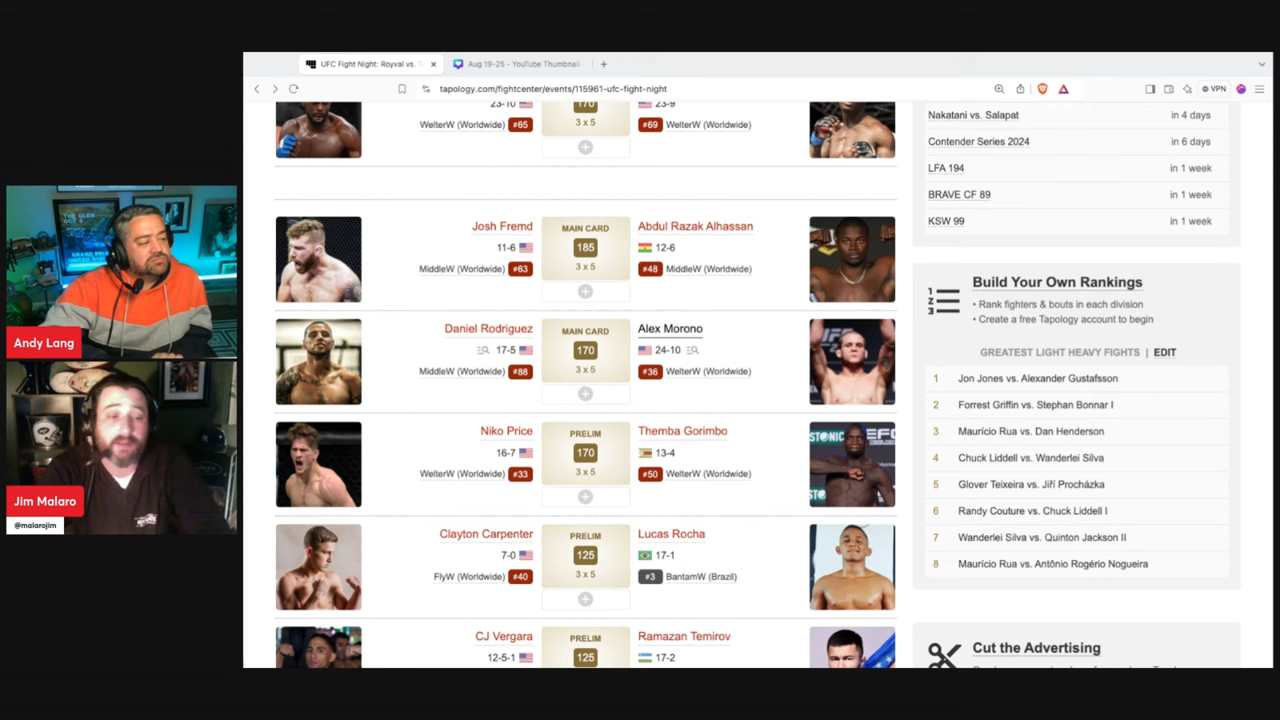 UFC Fight Night: Royval vs. T
Aug 19-25 - YouTube Thumbnail
tapology.com/fightcenter/events/115961-ufc-fight-night
VPN
23-10
170
23-9
WelterW (Worldwide) #65
3 x 5
#69 WelterW (Worldwide)
Josh Fremd
MAIN CARD
Abdul Razak Alhassan
11-6
185
12-6
MiddleW (Worldwide) #63
3 x 5
#48 MiddleW (Worldwide)
Daniel Rodriguez
MAIN CARD
Alex Morono
17-5
170
24-10
MiddleW (Worldwide) #88
3 x 5
#36 WelterW (Worldwide)
Niko Price
PRELIM
Themba Gorimbo
16-7
170
13-4
WelterW (Worldwide) #33
3 x 5
#50 WelterW (Worldwide)
Clayton Carpenter
PRELIM
Lucas Rocha
7-0
125
17-1
FlyW (Worldwide) #40
3 x 5
#3 BantamW (Brazil)
CJ Vergara
PRELIM
Ramazan Temirov
12-5-1
125
17-2
Nakatani vs. Salapat in 4 days
Contender Series 2024 in 6 days
LFA 194 in 1 week
BRAVE CF 89 in 1 week
KSW 99 in 1 week
Build Your Own Rankings
• Rank fighters & bouts in each division
• Create a free Tapology account to begin
GREATEST LIGHT HEAVY FIGHTS | EDIT
1 Jon Jones vs. Alexander Gustafsson
2 Forrest Griffin vs. Stephan Bonnar I
3 Maurício Rua vs. Dan Henderson
4 Chuck Liddell vs. Wanderlei Silva
5 Glover Teixeira vs. Jiří Procházka
6 Randy Couture vs. Chuck Liddell I
7 Wanderlei Silva vs. Quinton Jackson II
8 Maurício Rua vs. Antônio Rogério Nogueira
Cut the Advertising
Andy Lang
Jim Malaro
@malarojim